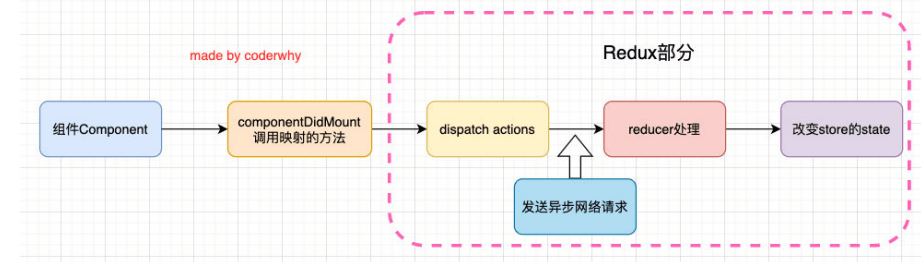 made by coderwhy
Redux部分
组件Component
componentDidMount
调用映射的方法
dispatch actions
reducer处理
改变store的state
发送异步网络请求